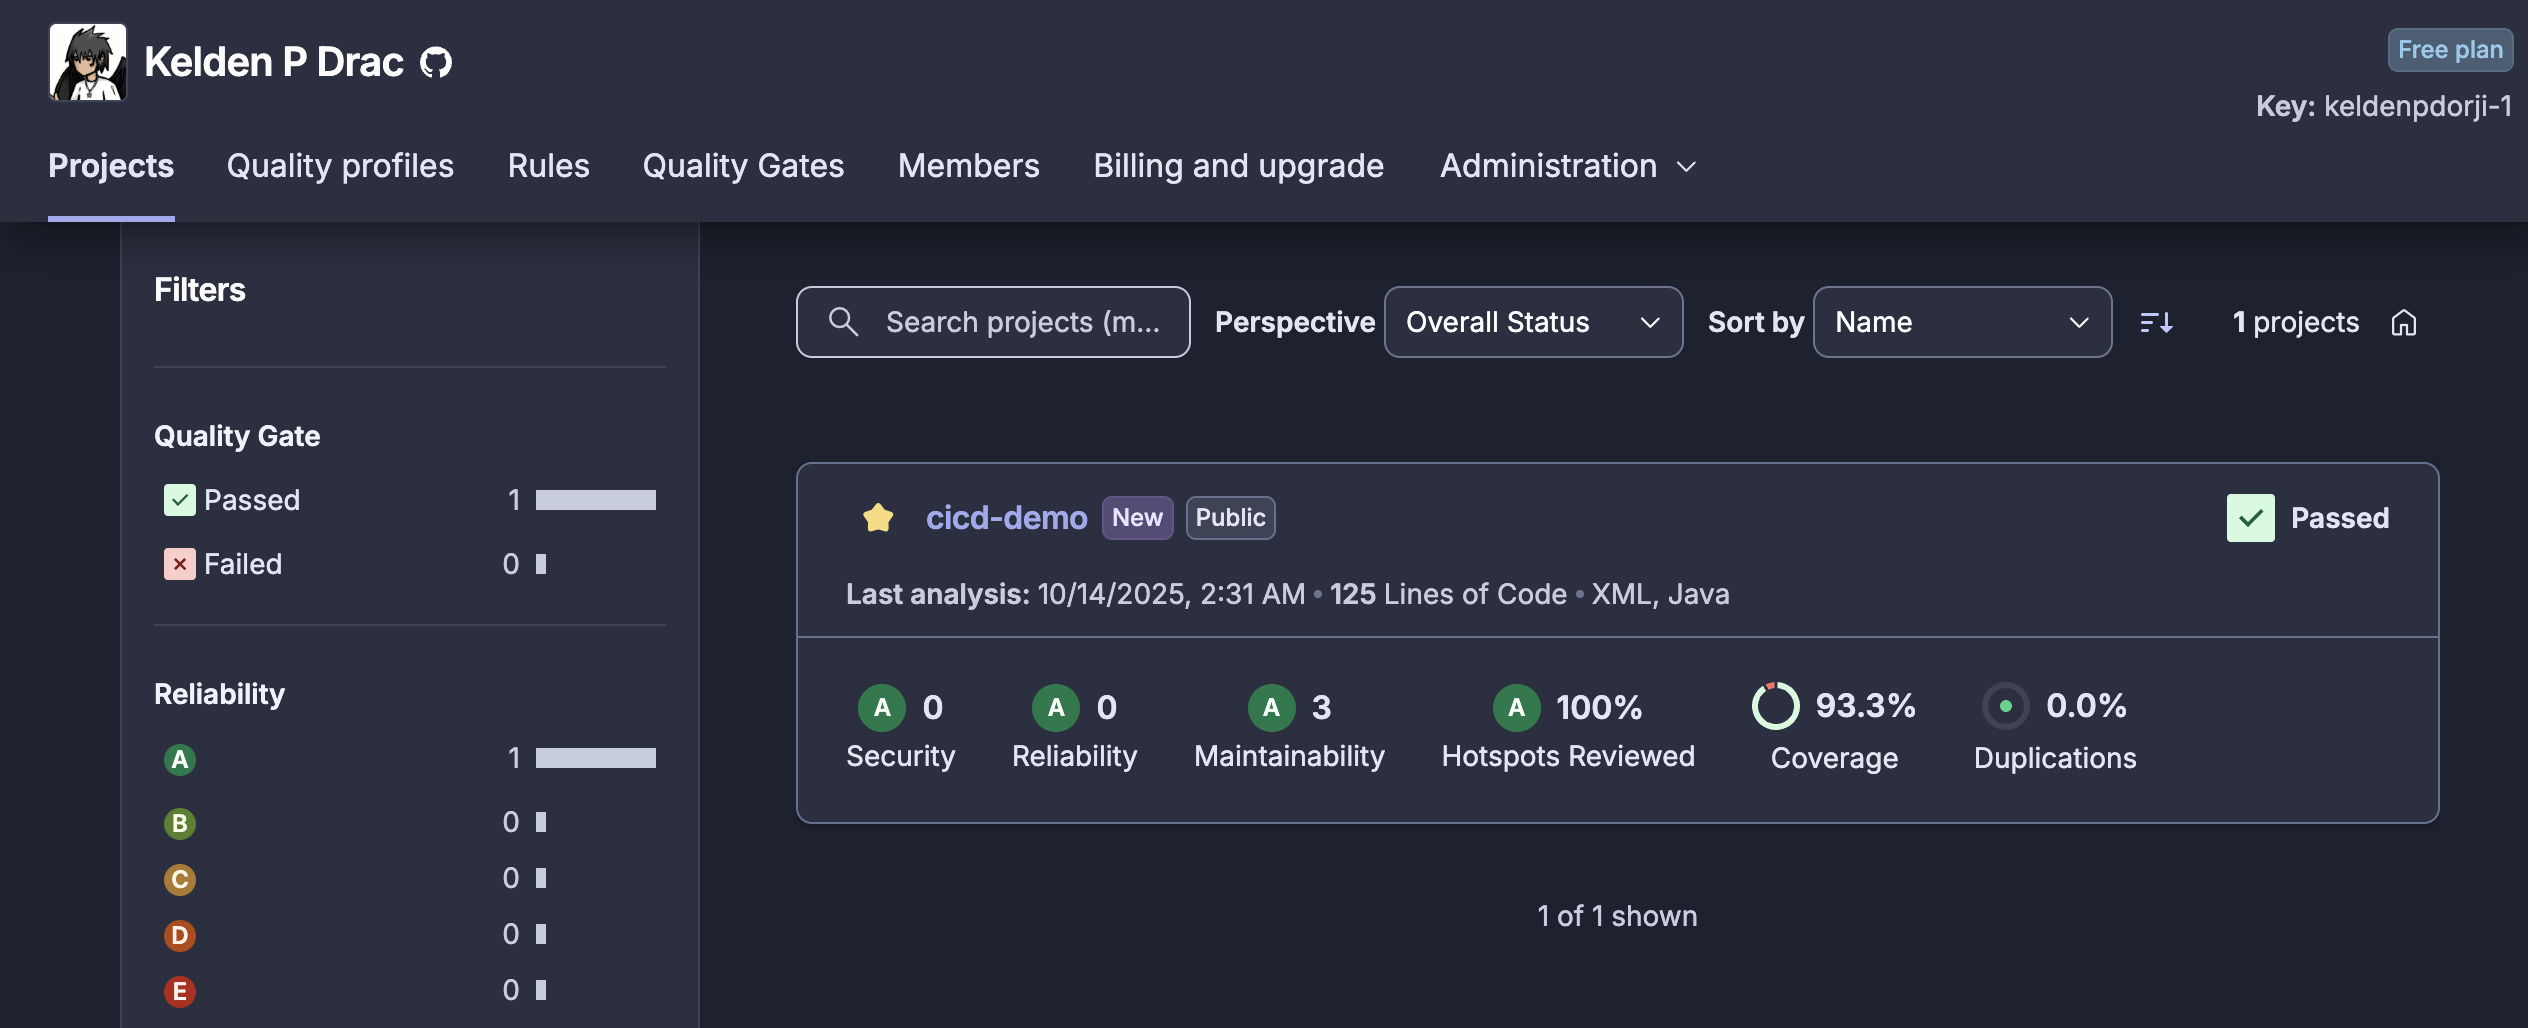 Kelden P Drac
Free plan
Key: keldenpdorji-1
Projects Quality profiles Rules Quality Gates Members Billing and upgrade Administration
Filters
Quality Gate
Passed 1
Failed 0
Reliability
A 1
B 0
C 0
D 0
E 0
Search projects (m... Perspective Overall Status Sort by Name 1 projects
cicd-demo New Public Passed
Last analysis: 10/14/2025, 2:31 AM • 125 Lines of Code • XML, Java
A 0 A 0 A 3 A 100% 93.3% 0.0%
Security Reliability Maintainability Hotspots Reviewed Coverage Duplications
1 of 1 shown